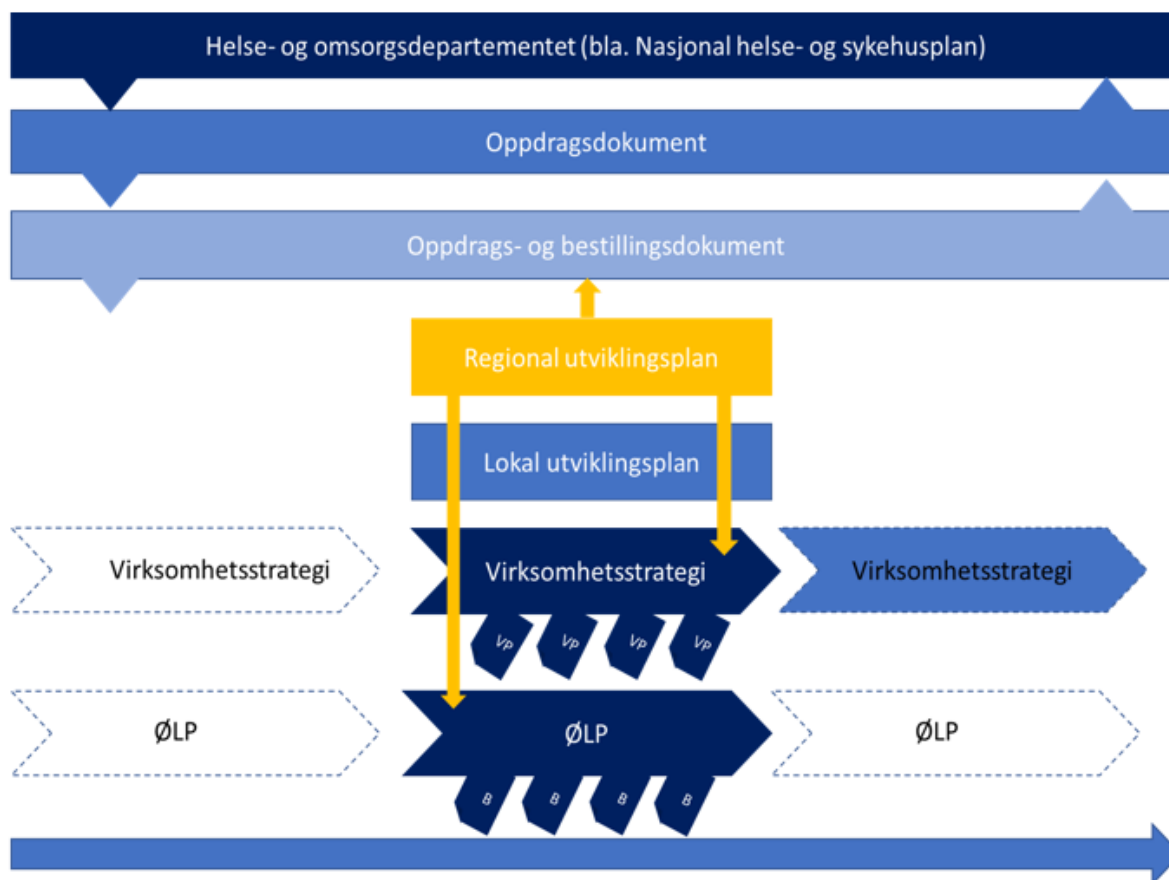 Helse- og omsorgsdepartementet (bla. Nasjonal helse- og sykehusplan)
Oppdragsdokument
Oppdrags- og bestillingsdokument
Regional utviklingsplan
Lokal utviklingsplan
Virksomhetsstrategi
Virksomhetsstrategi
Virksomhetsstrategi
VP
VP
VP
VP
ØLP
ØLP
ØLP
B
B
B
B